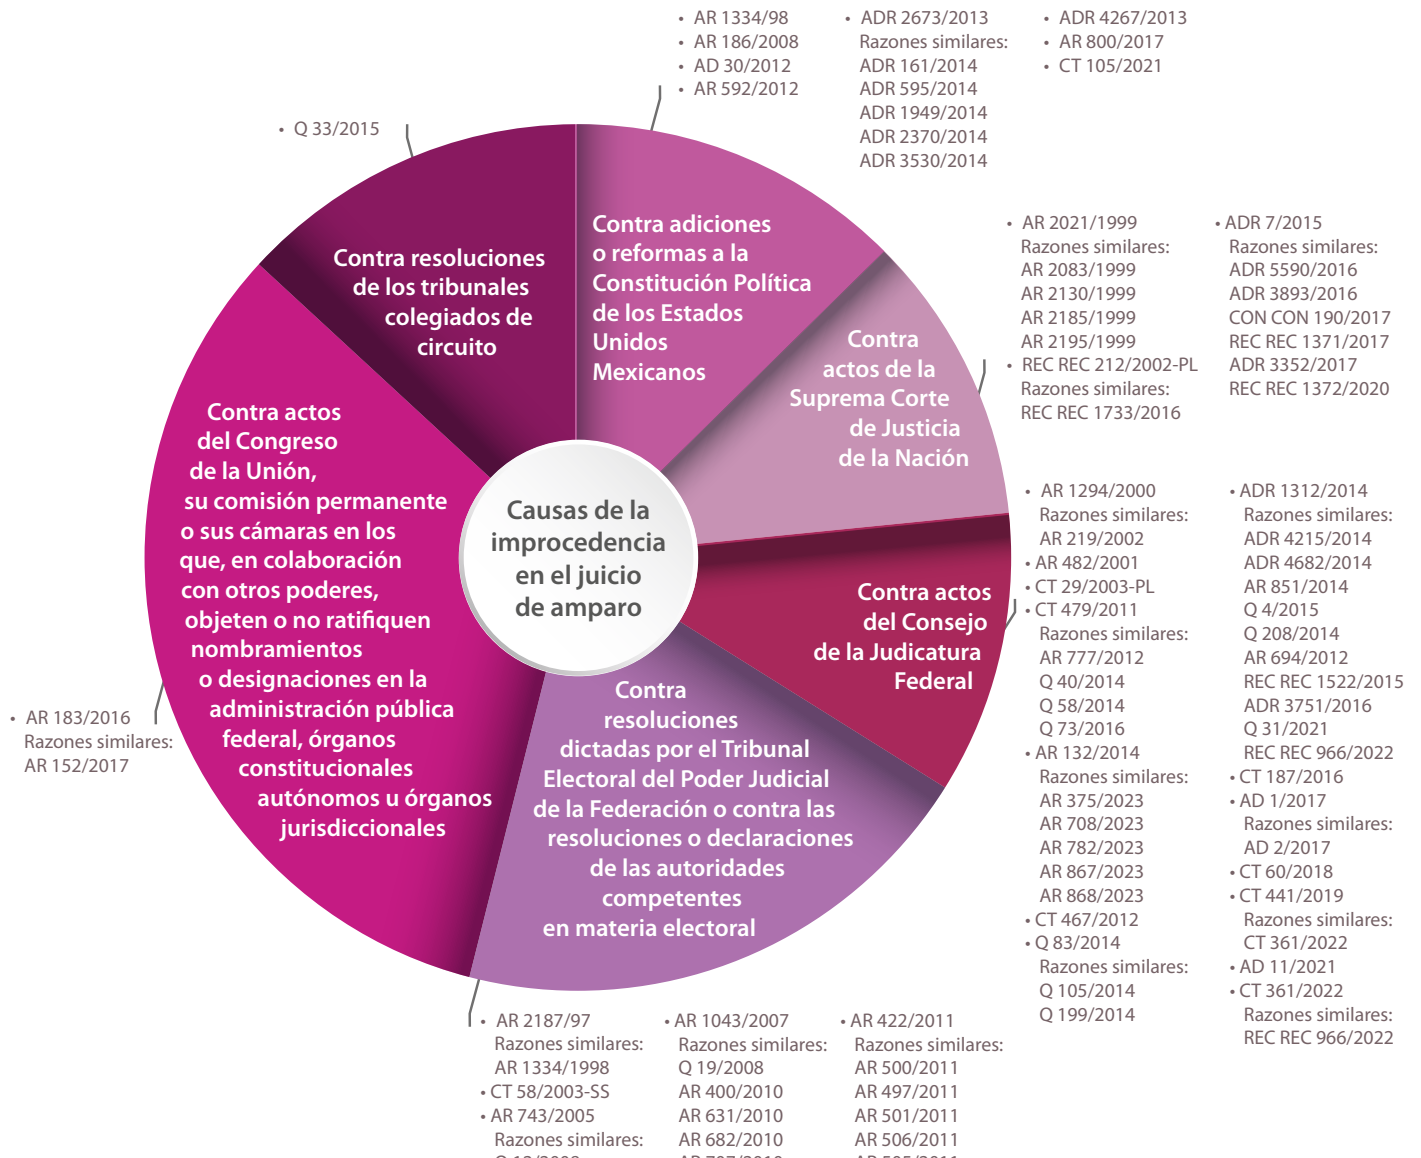 • AR 1334/98
• AR 186/2008
• AD 30/2012
• AR 592/2012
• ADR 2673/2013
Razones similares:
ADR 161/2014
ADR 595/2014
ADR 1949/2014
ADR 2370/2014
ADR 3530/2014
• ADR 4267/2013
• AR 800/2017
• CT 105/2021
• Q 33/2015
Contra resoluciones
de los tribunales
colegiados de
circuito
Contra adiciones
o reformas a la
Constitución Política
de los Estados
Unidos
Mexicanos
Contra
actos de la
Suprema Corte
de Justicia
de la Nación
• AR 2021/1999
Razones similares:
AR 2083/1999
AR 2130/1999
AR 2185/1999
AR 2195/1999
• REC REC 212/2002-PL
Razones similares:
REC REC 1733/2016
• ADR 7/2015
Razones similares:
ADR 5590/2016
ADR 3893/2016
CON CON 190/2017
REC REC 1371/2017
ADR 3352/2017
REC REC 1372/2020
Causas de la
improcedencia
en el juicio
de amparo
Contra actos
del Congreso
de la Unión,
su comisión permanente
o sus cámaras en los
que, en colaboración
con otros poderes,
objeten o no ratifiquen
nombramientos
o designaciones en la
administración pública
federal, órganos
constitucionales
autónomos u órganos
jurisdiccionales
• AR 183/2016
Razones similares:
AR 152/2017
Contra actos
del Consejo
de la Judicatura
Federal
• AR 1294/2000
Razones similares:
AR 219/2002
• AR 482/2001
• CT 29/2003-PL
• CT 479/2011
Razones similares:
AR 777/2012
Q 40/2014
Q 58/2014
Q 73/2016
• AR 132/2014
Razones similares:
AR 375/2023
AR 708/2023
AR 782/2023
AR 867/2023
AR 868/2023
• CT 467/2012
• Q 83/2014
Razones similares:
Q 105/2014
Q 199/2014
• ADR 1312/2014
Razones similares:
ADR 4215/2014
ADR 4682/2014
AR 851/2014
Q 4/2015
Q 208/2014
AR 694/2012
REC REC 1522/2015
ADR 3751/2016
Q 31/2021
REC REC 966/2022
• CT 187/2016
• AD 1/2017
Razones similares:
AD 2/2017
• CT 60/2018
• CT 441/2019
Razones similares:
CT 361/2022
• AD 11/2021
• CT 361/2022
Razones similares:
REC REC 966/2022
Contra
resoluciones
dictadas por el Tribunal
Electoral del Poder Judicial
de la Federación o contra las
resoluciones o declaraciones
de las autoridades
competentes
en materia electoral
• AR 2187/97
Razones similares:
AR 1334/1998
• CT 58/2003-SS
• AR 743/2005
Razones similares:
• AR 1043/2007
Razones similares:
Q 19/2008
AR 400/2010
AR 631/2010
AR 682/2010
• AR 422/2011
Razones similares:
AR 500/2011
AR 497/2011
AR 501/2011
AR 506/2011